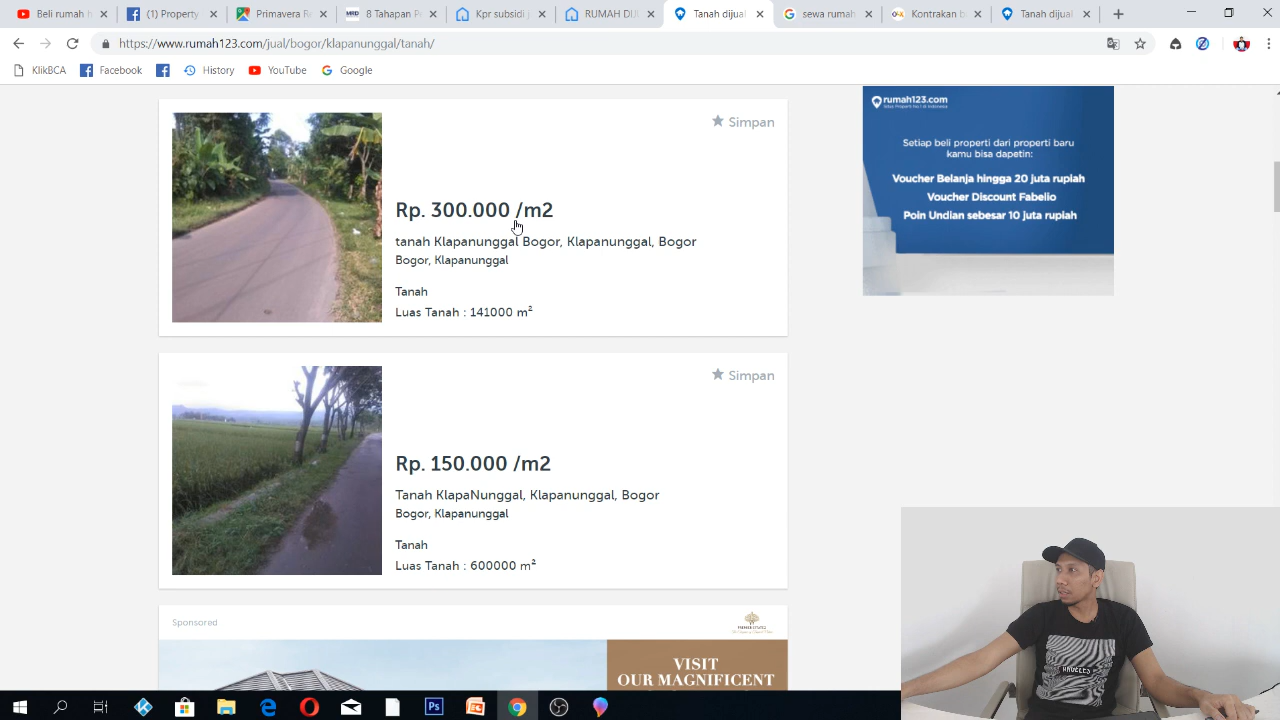 Beli rumah b
(1) Properti
Primavera R
8 Tahapan P
Kpr subsidi
RUMAH DU
Tanah dijual
sewa rumah
Kontrakan b
Tanah dijual
https://www.rumah123.com/jual/bogor/klapanunggal/tanah/
KlikBCA
Facebook
History
YouTube
Google
Simpan
Rp. 300.000 /m2
tanah Klapanunggal Bogor, Klapanunggal, Bogor
Bogor, Klapanunggal
Tanah
Luas Tanah : 141000 m²
Simpan
Rp. 150.000 /m2
Tanah KlapaNunggal, Klapanunggal, Bogor
Bogor, Klapanunggal
Tanah
Luas Tanah : 600000 m²
Sponsored
VISIT
OUR MAGNIFICENT
rumah123.com
Setiap beli properti dari properti baru
kamu bisa dapetin:
Voucher Belanja hingga 20 juta rupiah
Voucher Discount Fabelio
Poin Undian sebesar 10 juta rupiah